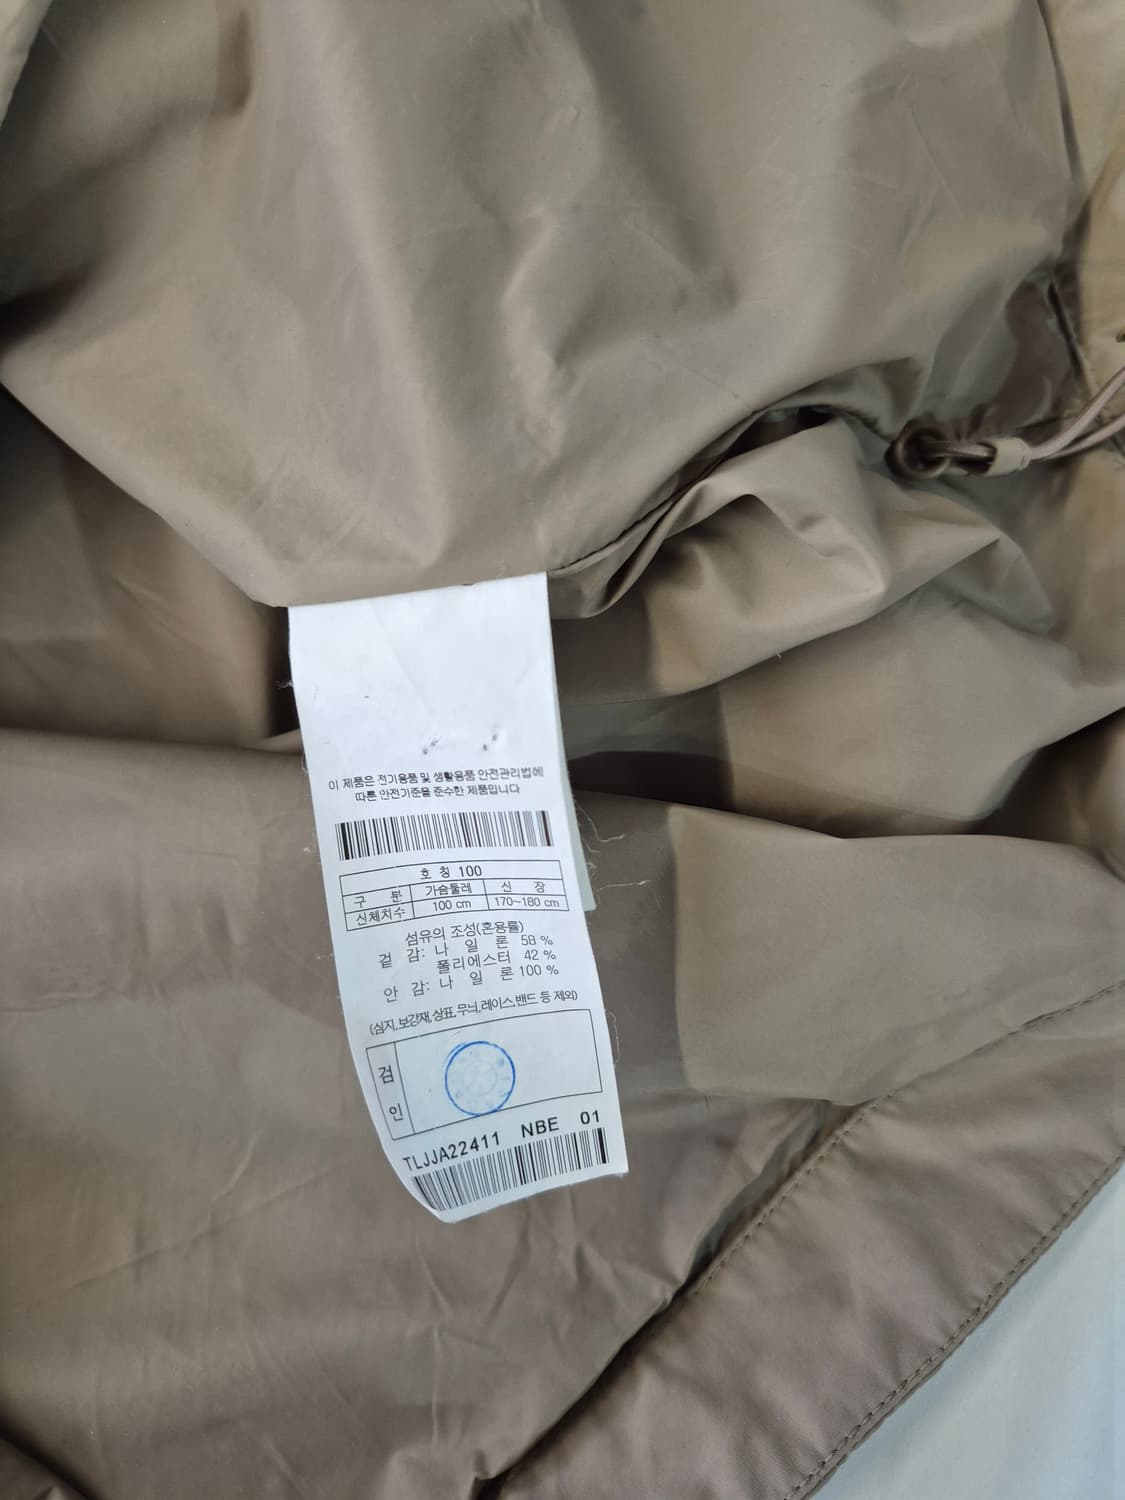 이 제품은 전기용품 및 생활용품 안전관리법에
따른 안전기준을 준수한 제품입니다
호 칭 100
구 분 가슴둘레 신 장
신체치수 100 cm 170~180 cm
섬유의 조성(혼용률)
겉 감: 나 일 론 58 %
폴리에스터 42 %
안 감: 나 일 론 100 %
(심지,보강재,상표,무늬,레이스,밴드 등 제외)
검
인
TLJJA22411 NBE 01